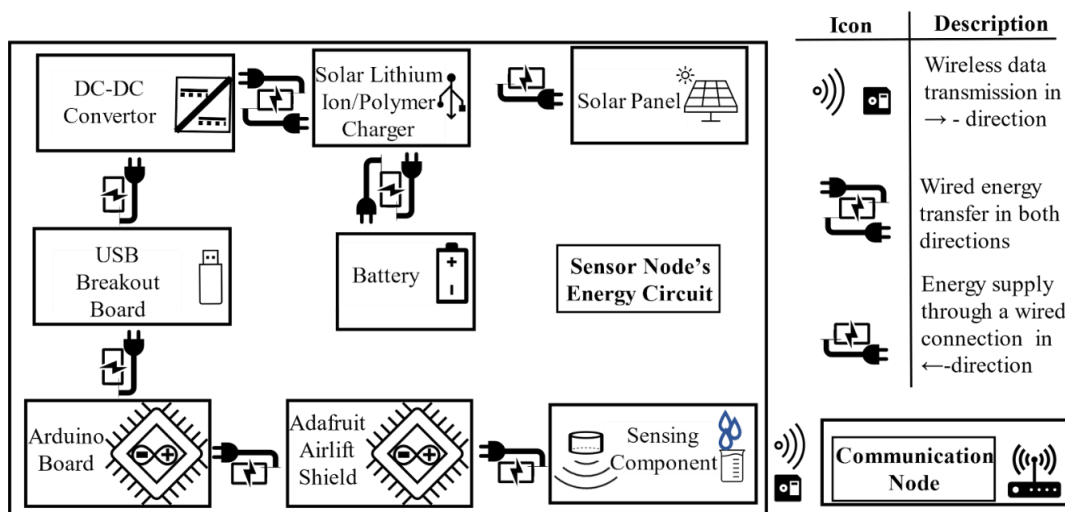 DC-DC
Convertor
Solar Lithium
Ion/Polymer
Charger
Solar Panel
USB
Breakout
Board
Battery
Sensor Node's
Energy Circuit
Arduino
Board
Adafruit
Airlift
Shield
Sensing
Component
Icon
Description
Wireless data
transmission in
→ - direction
Wired energy
transfer in both
directions
Energy supply
through a wired
connection in
←-direction
Communication
Node